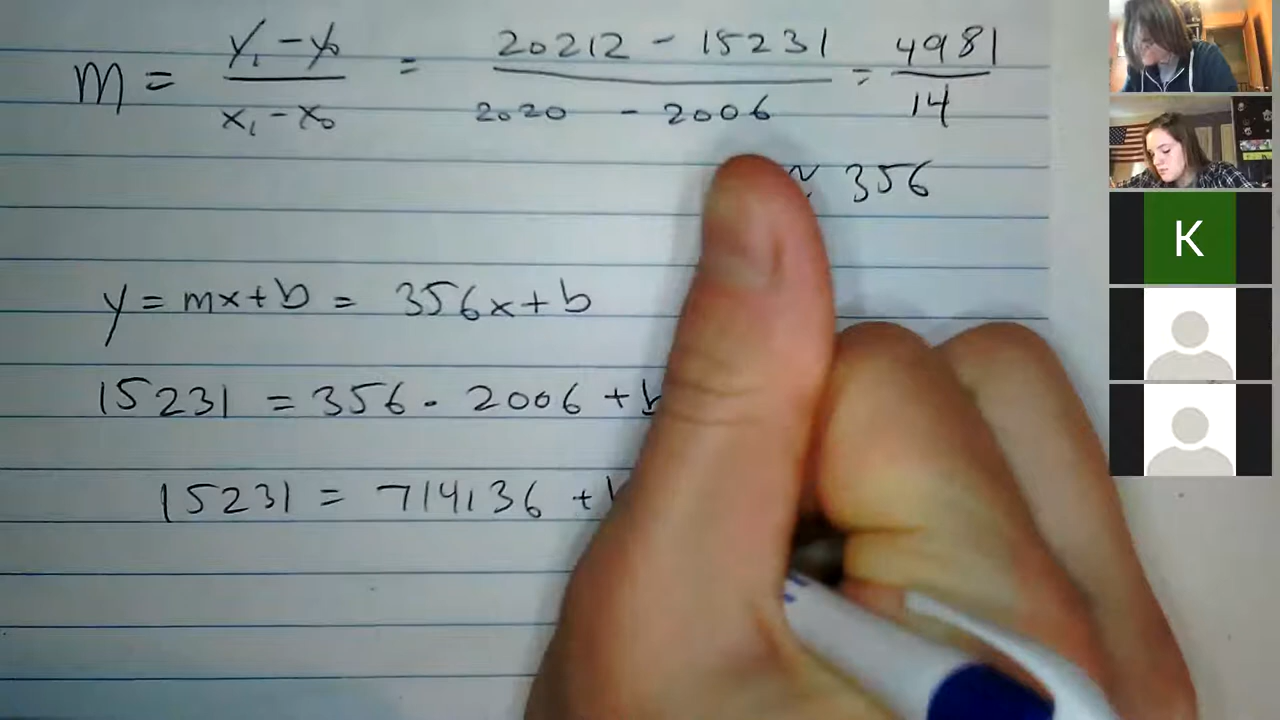 m = y₁ - y₀ / x₁ - x₀ = 20212 - 15231 / 2020 - 2006 = 4981 / 14
≈ 356
y = mx + b = 356x + b
15231 = 356 · 2006 + b
15231 = 714136 +
K